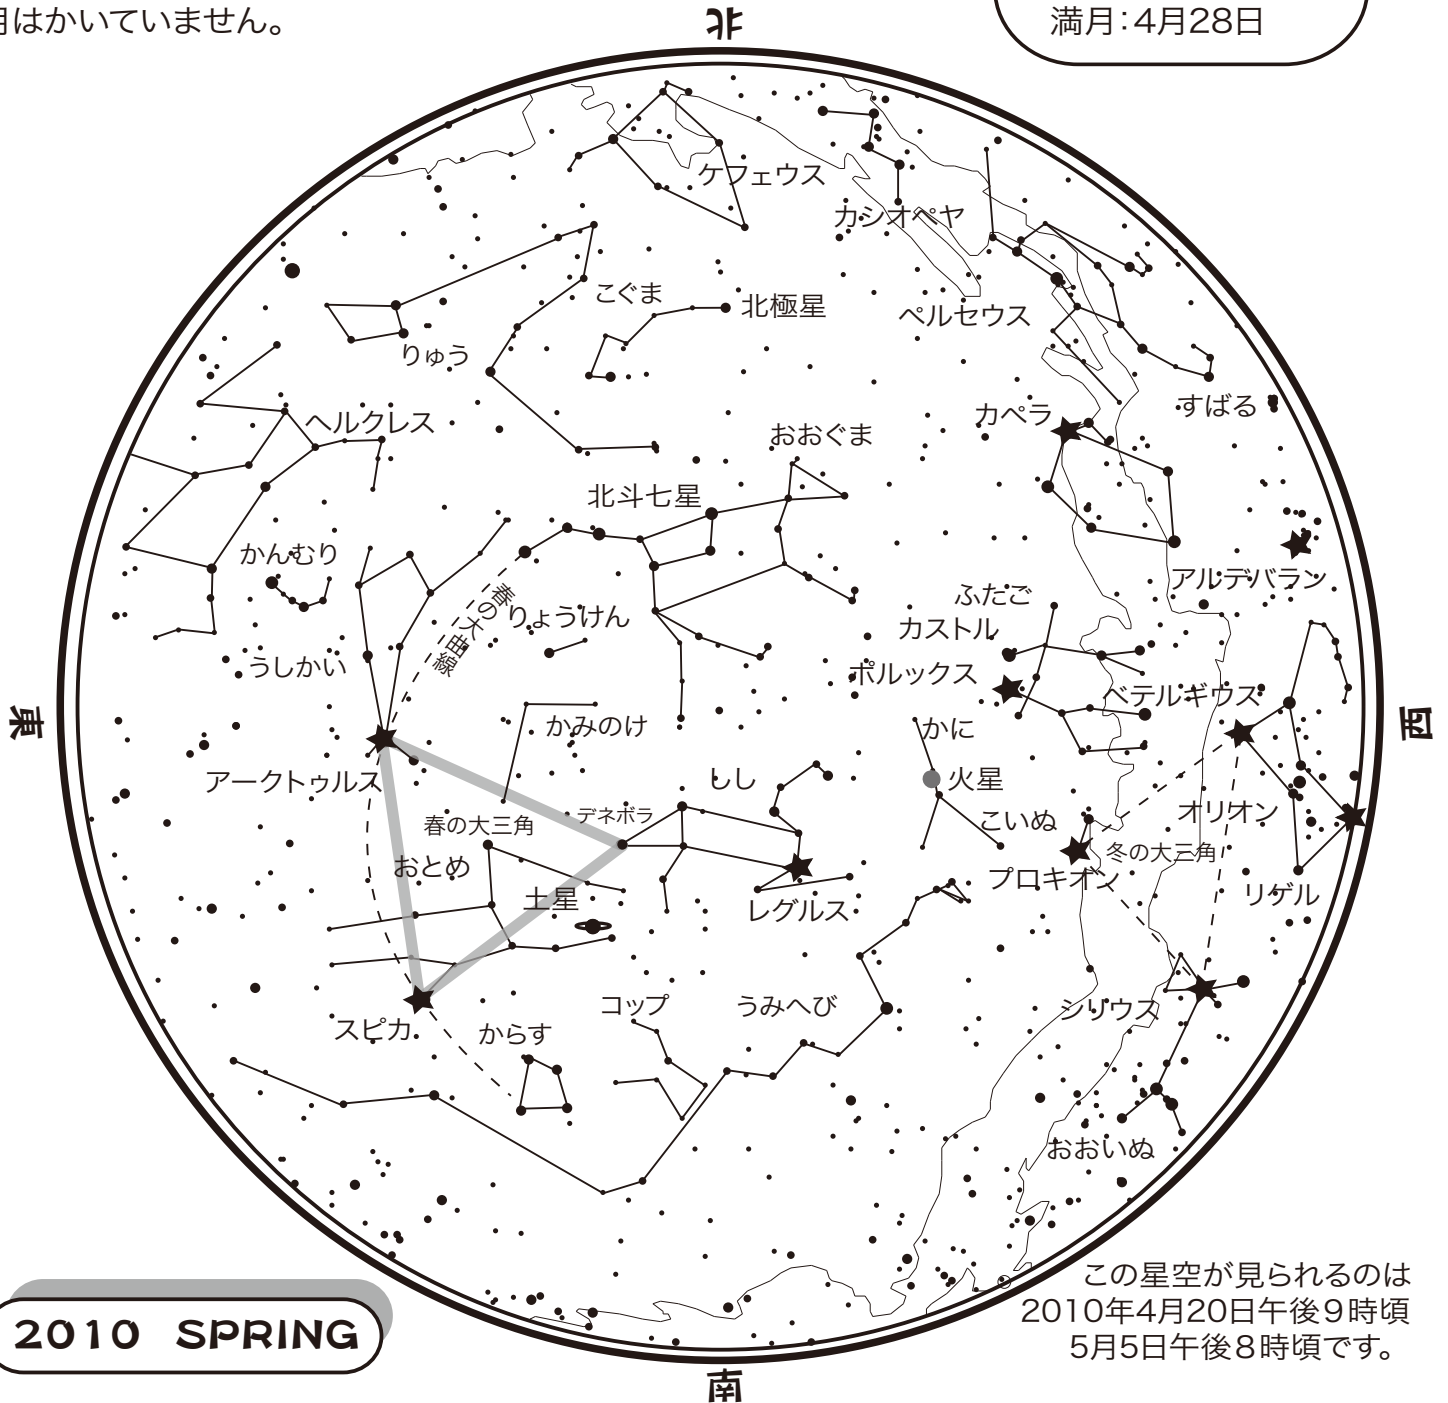 月はかいていません。
満月：4月28日
北
ケフェウス
カシオペヤ
こぐま
北極星
ペルセウス
りゅう
すばる
カペラ
ヘルクレス
おおぐま
北斗七星
かんむり
アルデバラン
ふたご
春の大曲線
りょうけん
カストル
うしかい
ポルックス
ベテルギウス
東
西
かみのけ
かに
アークトゥルス
しし
火星
オリオン
デネボラ
こいぬ
春の大三角
冬の大三角
おとめ
プロキオン
リゲル
土星
レグルス
コップ
うみへび
シリウス
スピカ
からす
おおいぬ
この星空が見られるのは
2010年4月20日午後9時頃
5月5日午後8時頃です。
2010 SPRING
南